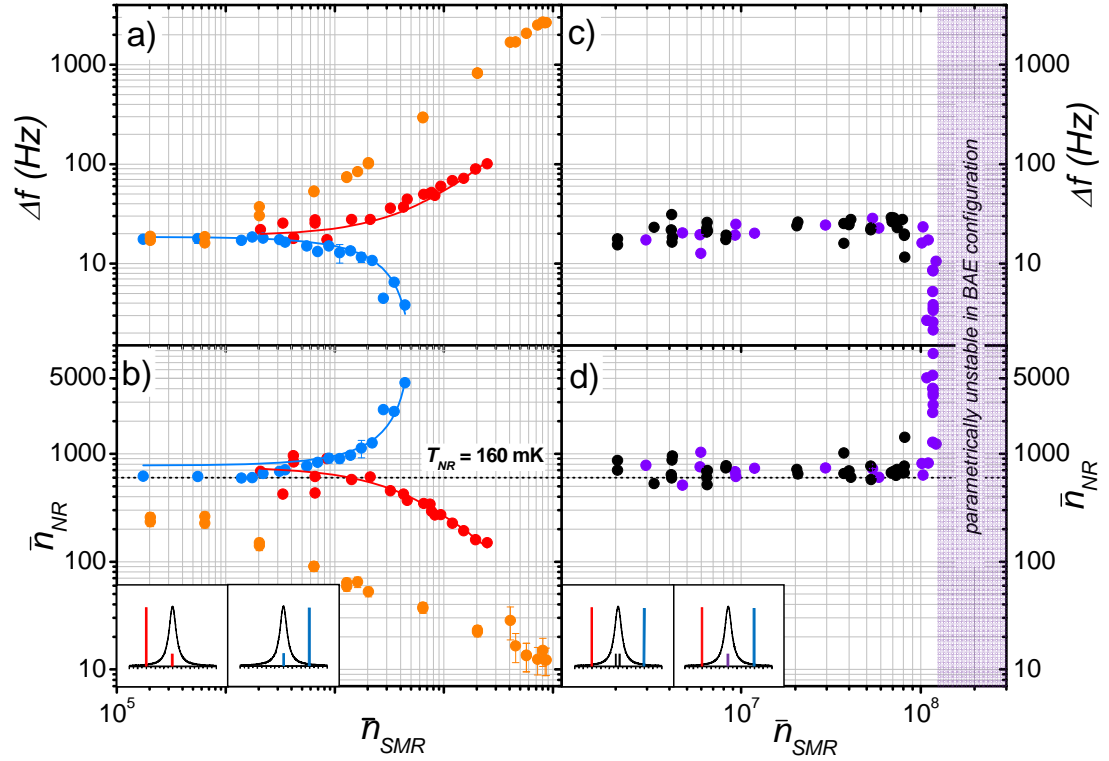 a)
c)
1000
100
10
Δf (Hz)
1000
100
10
Δf (Hz)
parametrically unstable in BAE configuration
b)
d)
5000
1000
100
10
n̄NR
T NR = 160 mK
5000
1000
100
10
n̄NR
10^5
n̄SMR
10^7
10^8
n̄SMR